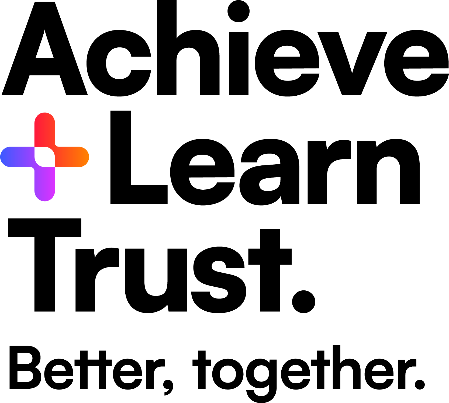 Achieve
+ Learn
Trust.
Better, together.